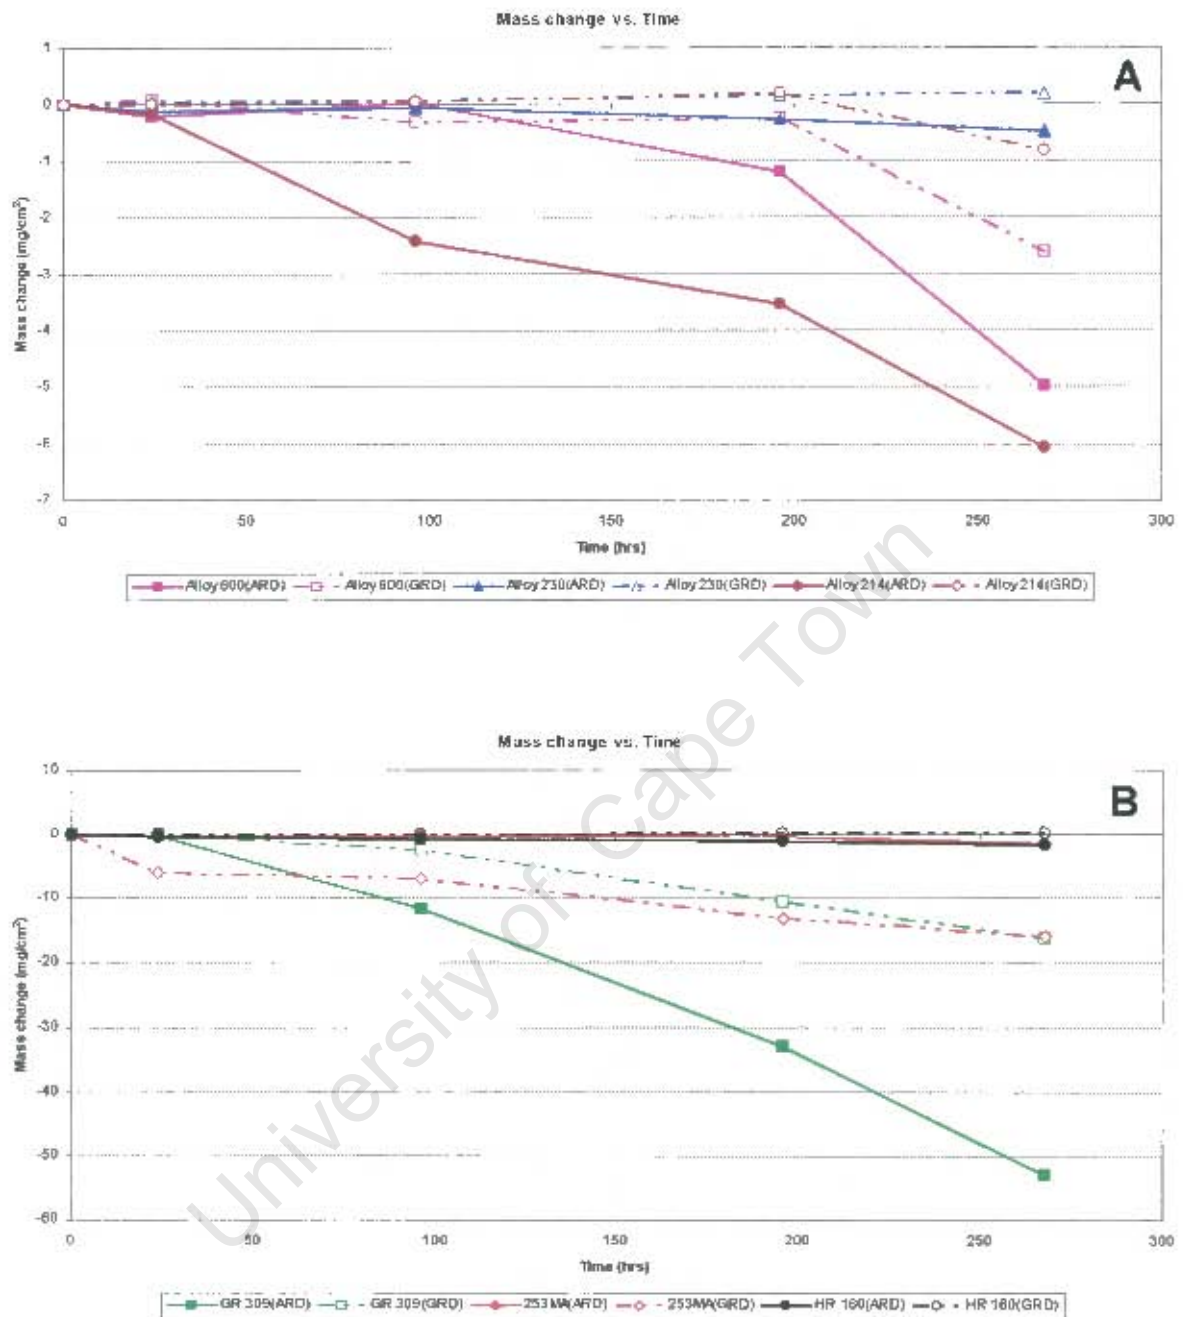 Mass change vs. Time
A
1
0
-1
-2
-3
-4
-5
-6
-7
Mass change (mg/cm²)
0 50 100 150 200 250 300
Time (hrs)
Alloy 600(ARD) Alloy 600(GRD) Alloy 230(ARD) Alloy 230(GRD) Alloy 214(ARD) Alloy 214(GRD)
University of Cape Town
Mass change vs. Time
B
10
0
-10
-20
-30
-40
-50
-60
Mass change (mg/cm²)
0 50 100 150 200 250 300
Time (hrs)
GR 309(ARD) GR 309(GRD) 253MA(ARD) 253MA(GRD) HR 160(ARD) HR 160(GRD)